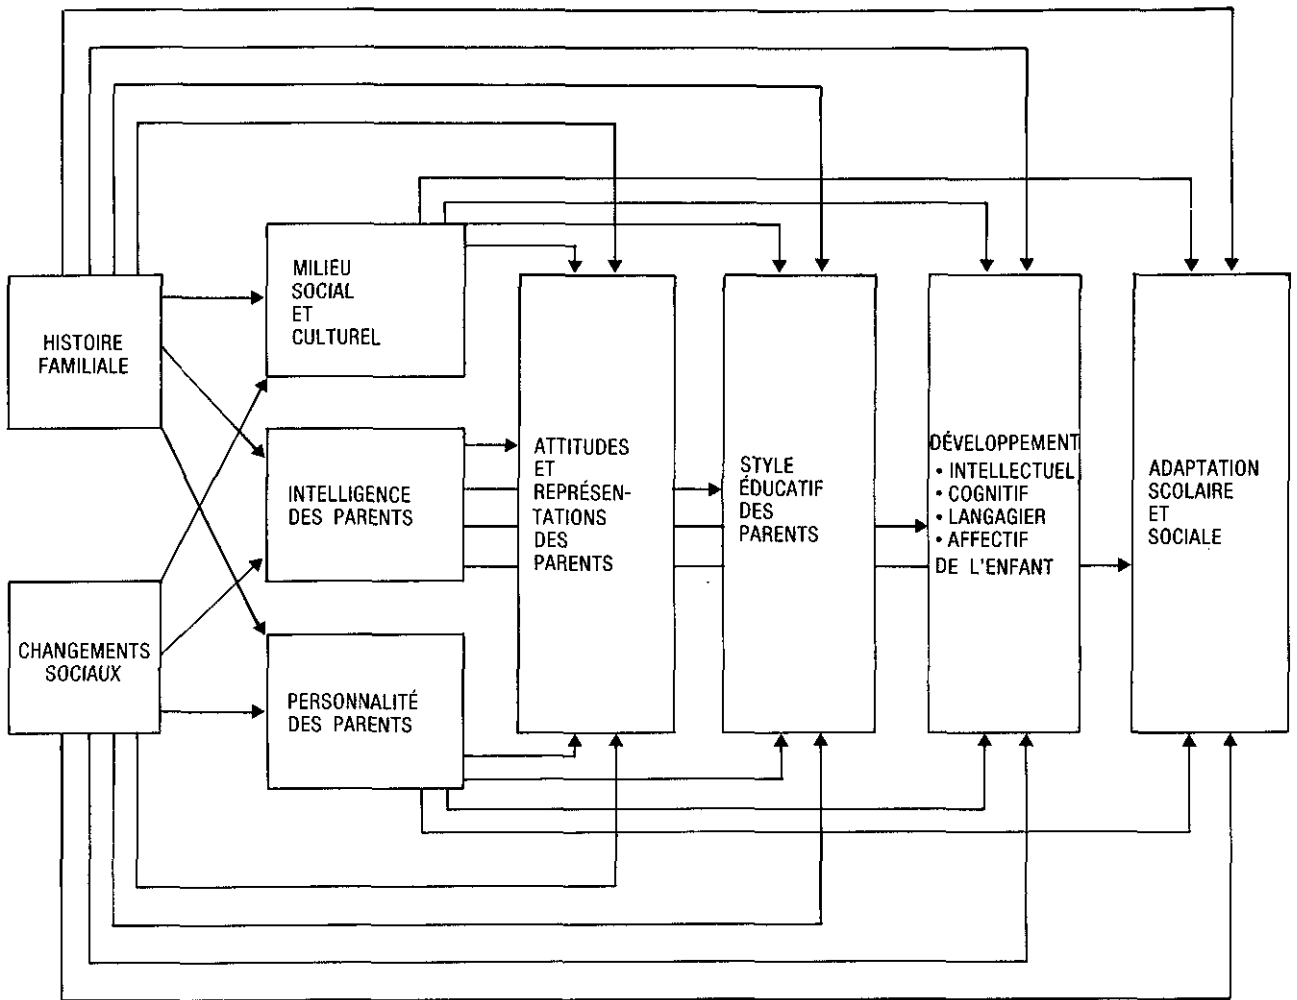 HISTOIRE
FAMILIALE
CHANGEMENTS
SOCIAUX
MILIEU
SOCIAL
ET
CULTUREL
INTELLIGENCE
DES PARENTS
PERSONNALITÉ
DES PARENTS
ATTITUDES
ET
REPRÉSEN-
TATIONS
DES
PARENTS
STYLE
ÉDUCATIF
DES
PARENTS
DÉVELOPPEMENT
• INTELLECTUEL
• COGNITIF
• LANGAGIER
• AFFECTIF
DE L'ENFANT
ADAPTATION
SCOLAIRE
ET
SOCIALE